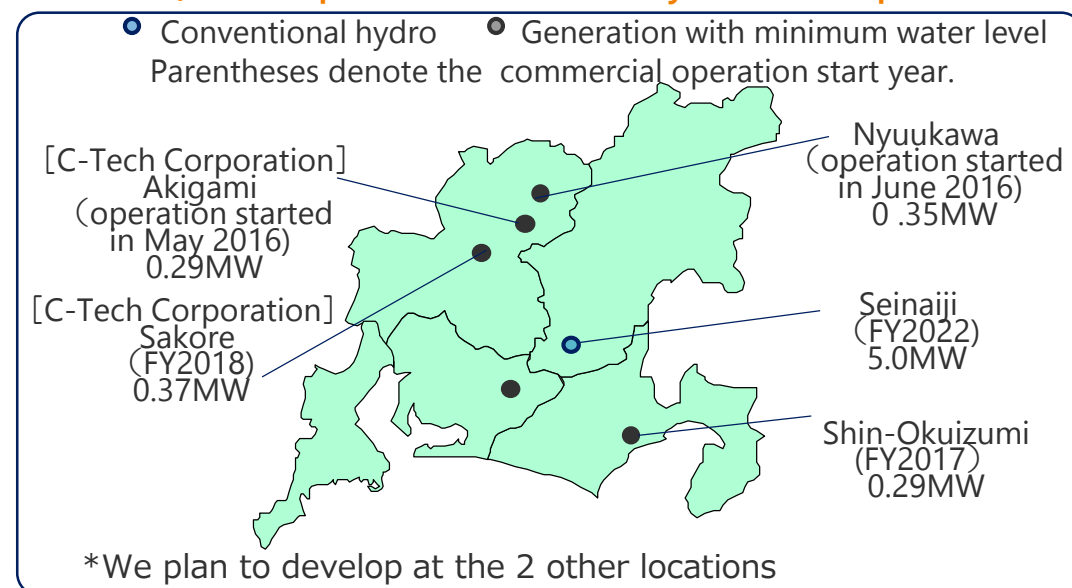 Conventional hydro Generation with minimum water level
Parentheses denote the commercial operation start year.
[C-Tech Corporation]
Akigami
（operation started
in May 2016)
0.29MW
[C-Tech Corporation]
Sakore
（FY2018)
0.37MW
Nyuukawa
（operation started
in June 2016)
0 .35MW
Seinaiji
（FY2022)
5.0MW
Shin-Okuizumi
(FY2017）
0.29MW
*We plan to develop at the 2 other locations